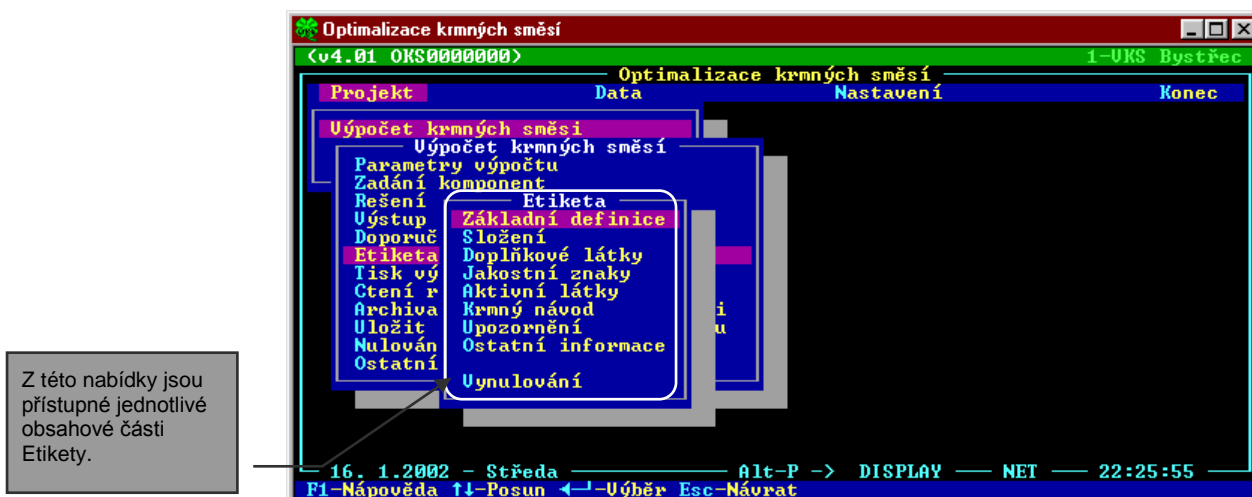 Optimalizace krmných směsí
<v4.01 OKS0000000> 1-VKS Bystřec
Optimalizace krmných směsí
Projekt Data Nastavení Konec
Výpočet krmných směsi
Výpočet krmných směsí
Parametry výpočtu
Zadání komponent
Rešení
Výstup
Doporuč
Etiketa
Tisk vý
Ctení r
Archiva i
Uložit u
Nulován
Ostatní
Etiketa
Základní definice
Složení
Doplňkové látky
Jakostní znaky
Aktivní látky
Krmný návod
Upozornění
Ostatní informace
Vynulování
Z této nabídky jsou
přístupné jednotlivé
obsahové části
Etikety.
16. 1.2002 - Středa Alt-P -> DISPLAY NET 22:25:55
F1-Nápověda ↑↓-Posun ◄─┘-Výběr Esc-Návrat